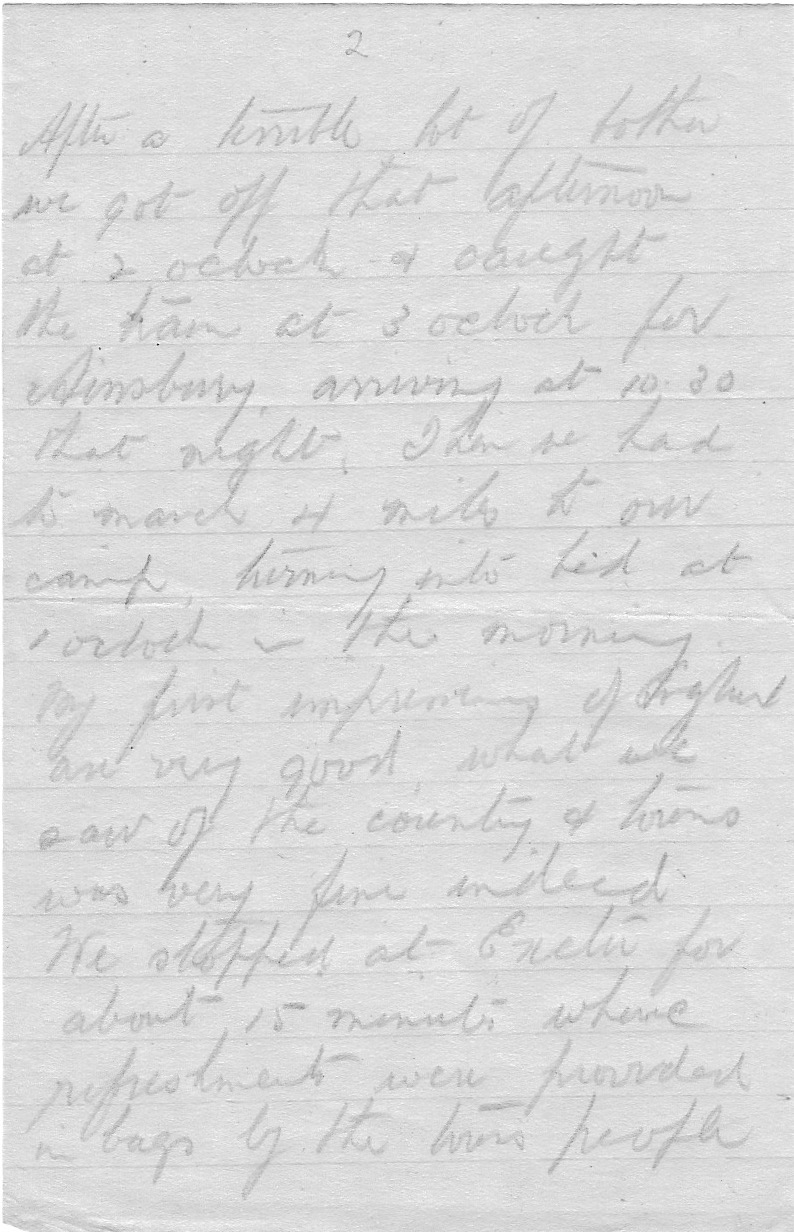 2
After a terrible lot of bother
we got off that afternoon
at 2 oclock & caught
the train at 3 oclock for
arriving at 10.30
that night. Then we had
to march 4 miles to our
camp, turning into bed at
1 oclock in the morning.
My first impressions of
are very good, what we
saw of the country & towns
was very fine indeed.
We stopped at Exeter for
about 15 minutes where
refreshments were provided
in bags by the towns people